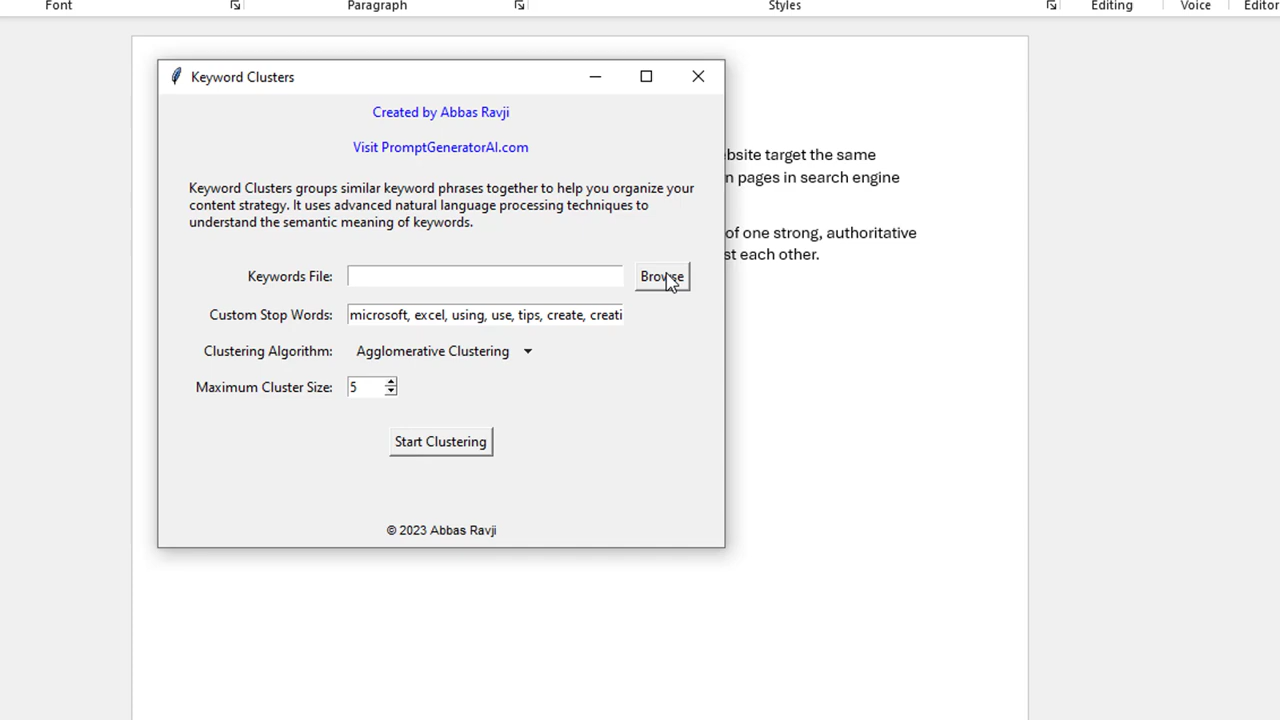 Font Paragraph Styles Editing Voice Editor
Keyword Clusters
Created by Abbas Ravji
Visit PromptGeneratorAI.com
bsite target the same
n pages in search engine
Keyword Clusters groups similar keyword phrases together to help you organize your
content strategy. It uses advanced natural language processing techniques to
understand the semantic meaning of keywords.
of one strong, authoritative
st each other.
Keywords File: Browse
Custom Stop Words: microsoft, excel, using, use, tips, create, creati
Clustering Algorithm: Agglomerative Clustering
Maximum Cluster Size: 5
Start Clustering
© 2023 Abbas Ravji